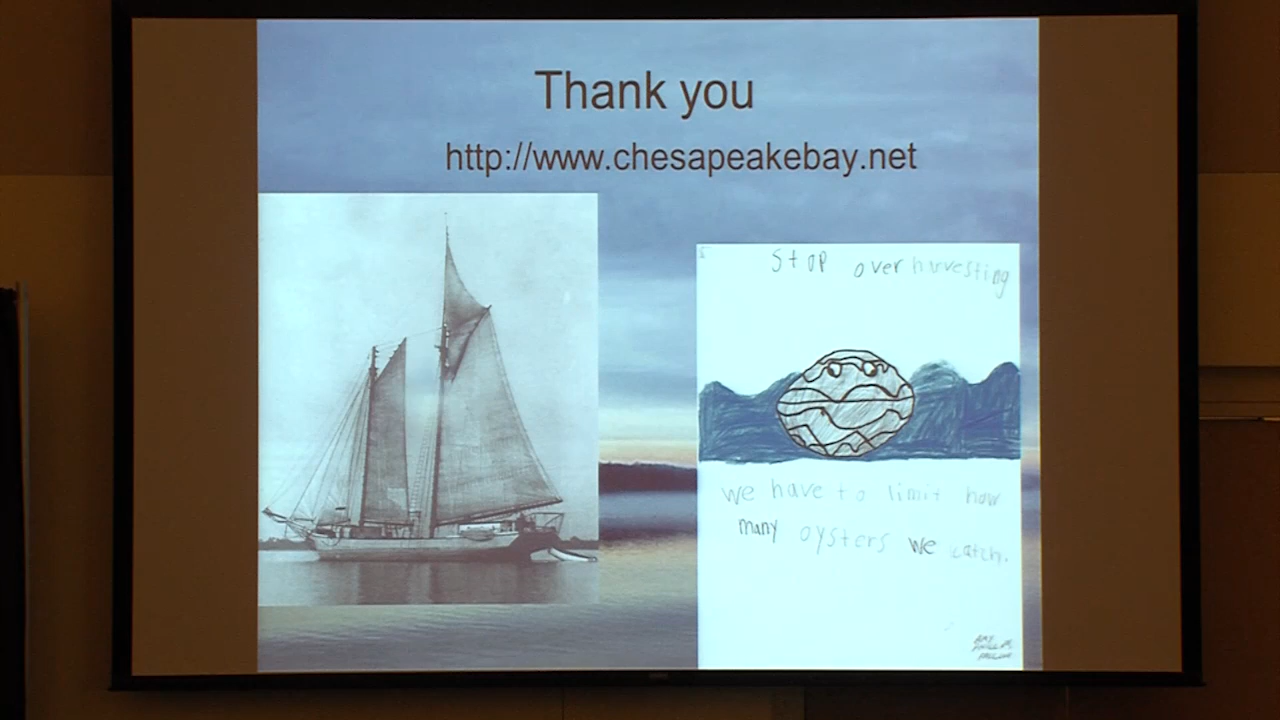 Thank you
http://www.chesapeakebay.net
Stop over harvesting
we have to limit how
many oysters we catch.